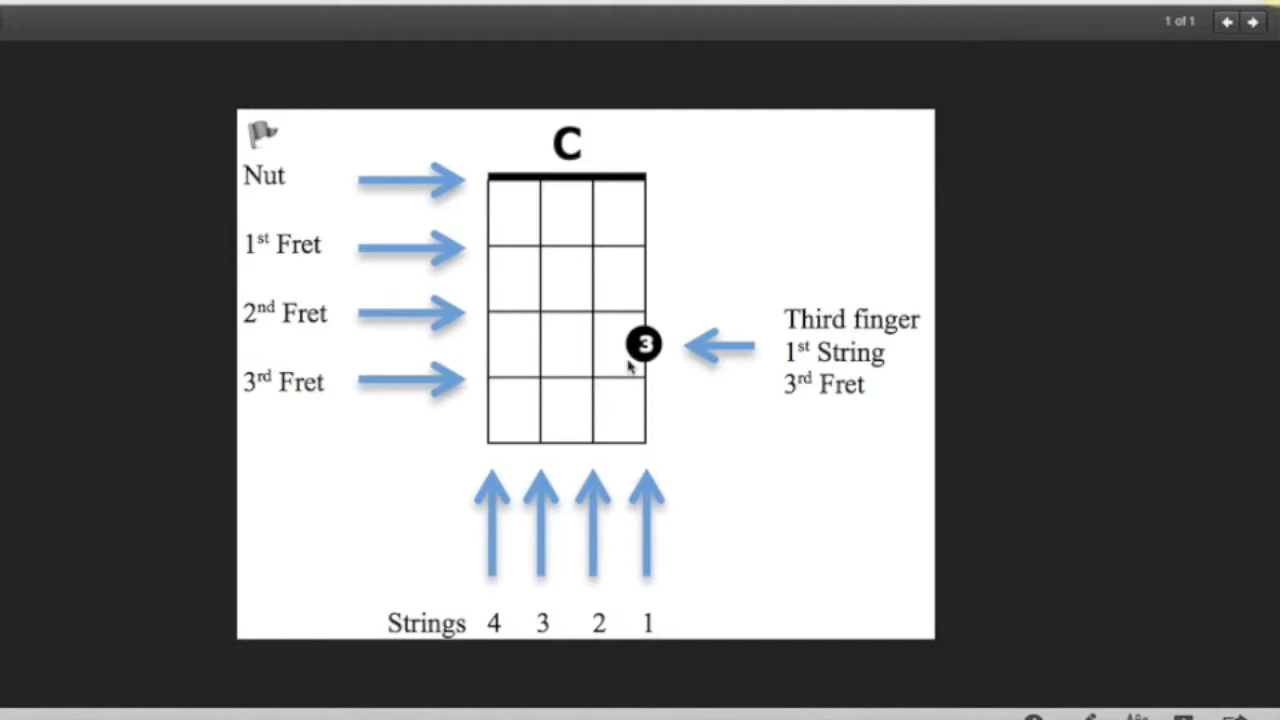 1 of 1
C
Nut
1st Fret
2nd Fret
3rd Fret
3
Third finger
1st String
3rd Fret
Strings 4 3 2 1